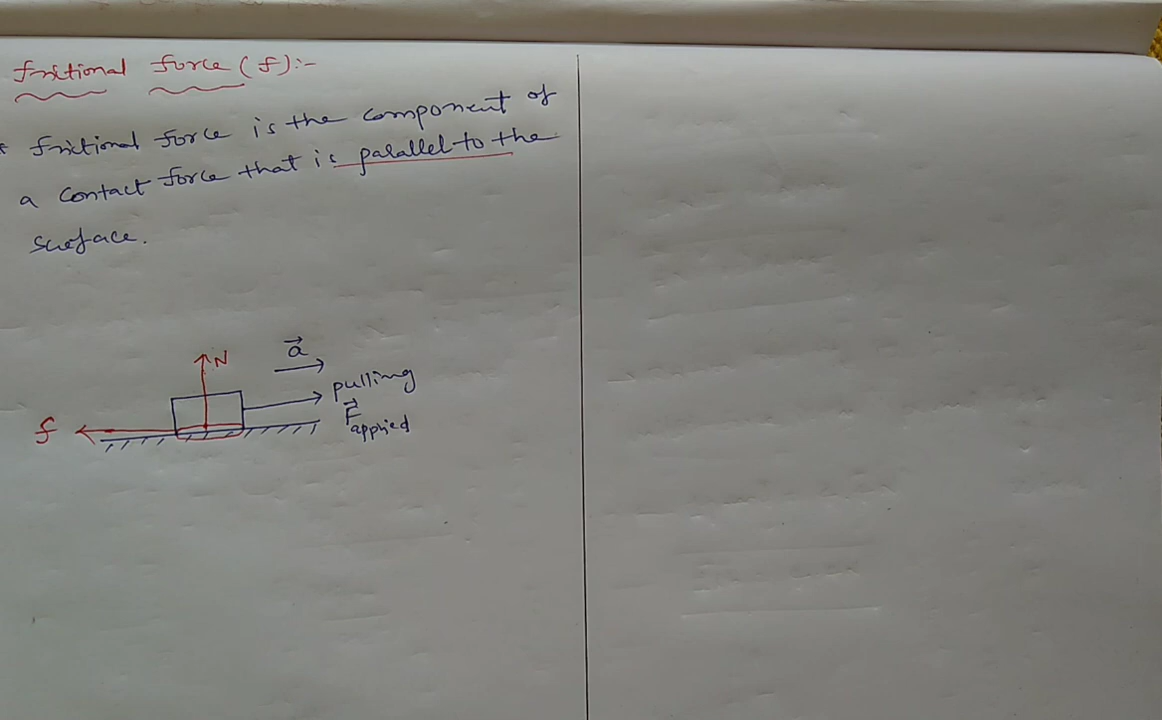 frictional force (f):-
* frictional force is the component of
a contact force that is parallel to the
surface.
N
a
pulling
f
F applied